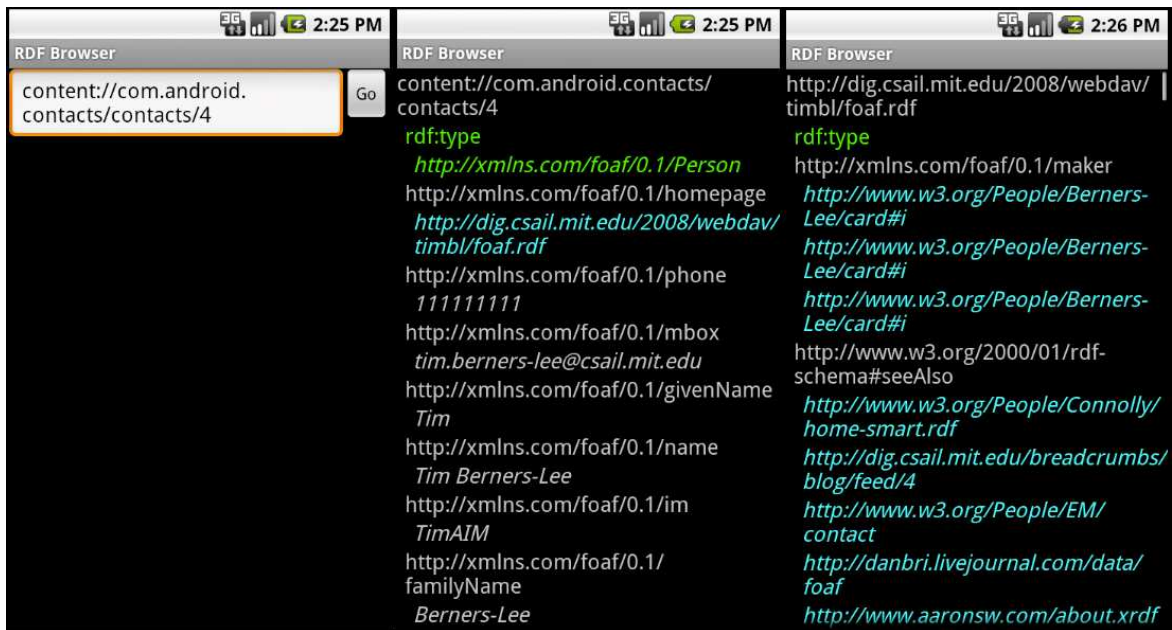 3G 2:25 PM
RDF Browser
content://com.android.
contacts/contacts/4
Go
3G 2:25 PM
RDF Browser
content://com.android.contacts/
contacts/4
rdf:type
http://xmlns.com/foaf/0.1/Person
http://xmlns.com/foaf/0.1/homepage
http://dig.csail.mit.edu/2008/webdav/
timbl/foaf.rdf
http://xmlns.com/foaf/0.1/phone
111111111
http://xmlns.com/foaf/0.1/mbox
tim.berners-lee@csail.mit.edu
http://xmlns.com/foaf/0.1/givenName
Tim
http://xmlns.com/foaf/0.1/name
Tim Berners-Lee
http://xmlns.com/foaf/0.1/im
TimAIM
http://xmlns.com/foaf/0.1/
familyName
Berners-Lee
3G 2:26 PM
RDF Browser
http://dig.csail.mit.edu/2008/webdav/
timbl/foaf.rdf
rdf:type
http://xmlns.com/foaf/0.1/maker
http://www.w3.org/People/Berners-
Lee/card#i
http://www.w3.org/People/Berners-
Lee/card#i
http://www.w3.org/People/Berners-
Lee/card#i
http://www.w3.org/2000/01/rdf-
schema#seeAlso
http://www.w3.org/People/Connolly/
home-smart.rdf
http://dig.csail.mit.edu/breadcrumbs/
blog/feed/4
http://www.w3.org/People/EM/
contact
http://danbri.livejournal.com/data/
foaf
http://www.aaronsw.com/about.xrdf